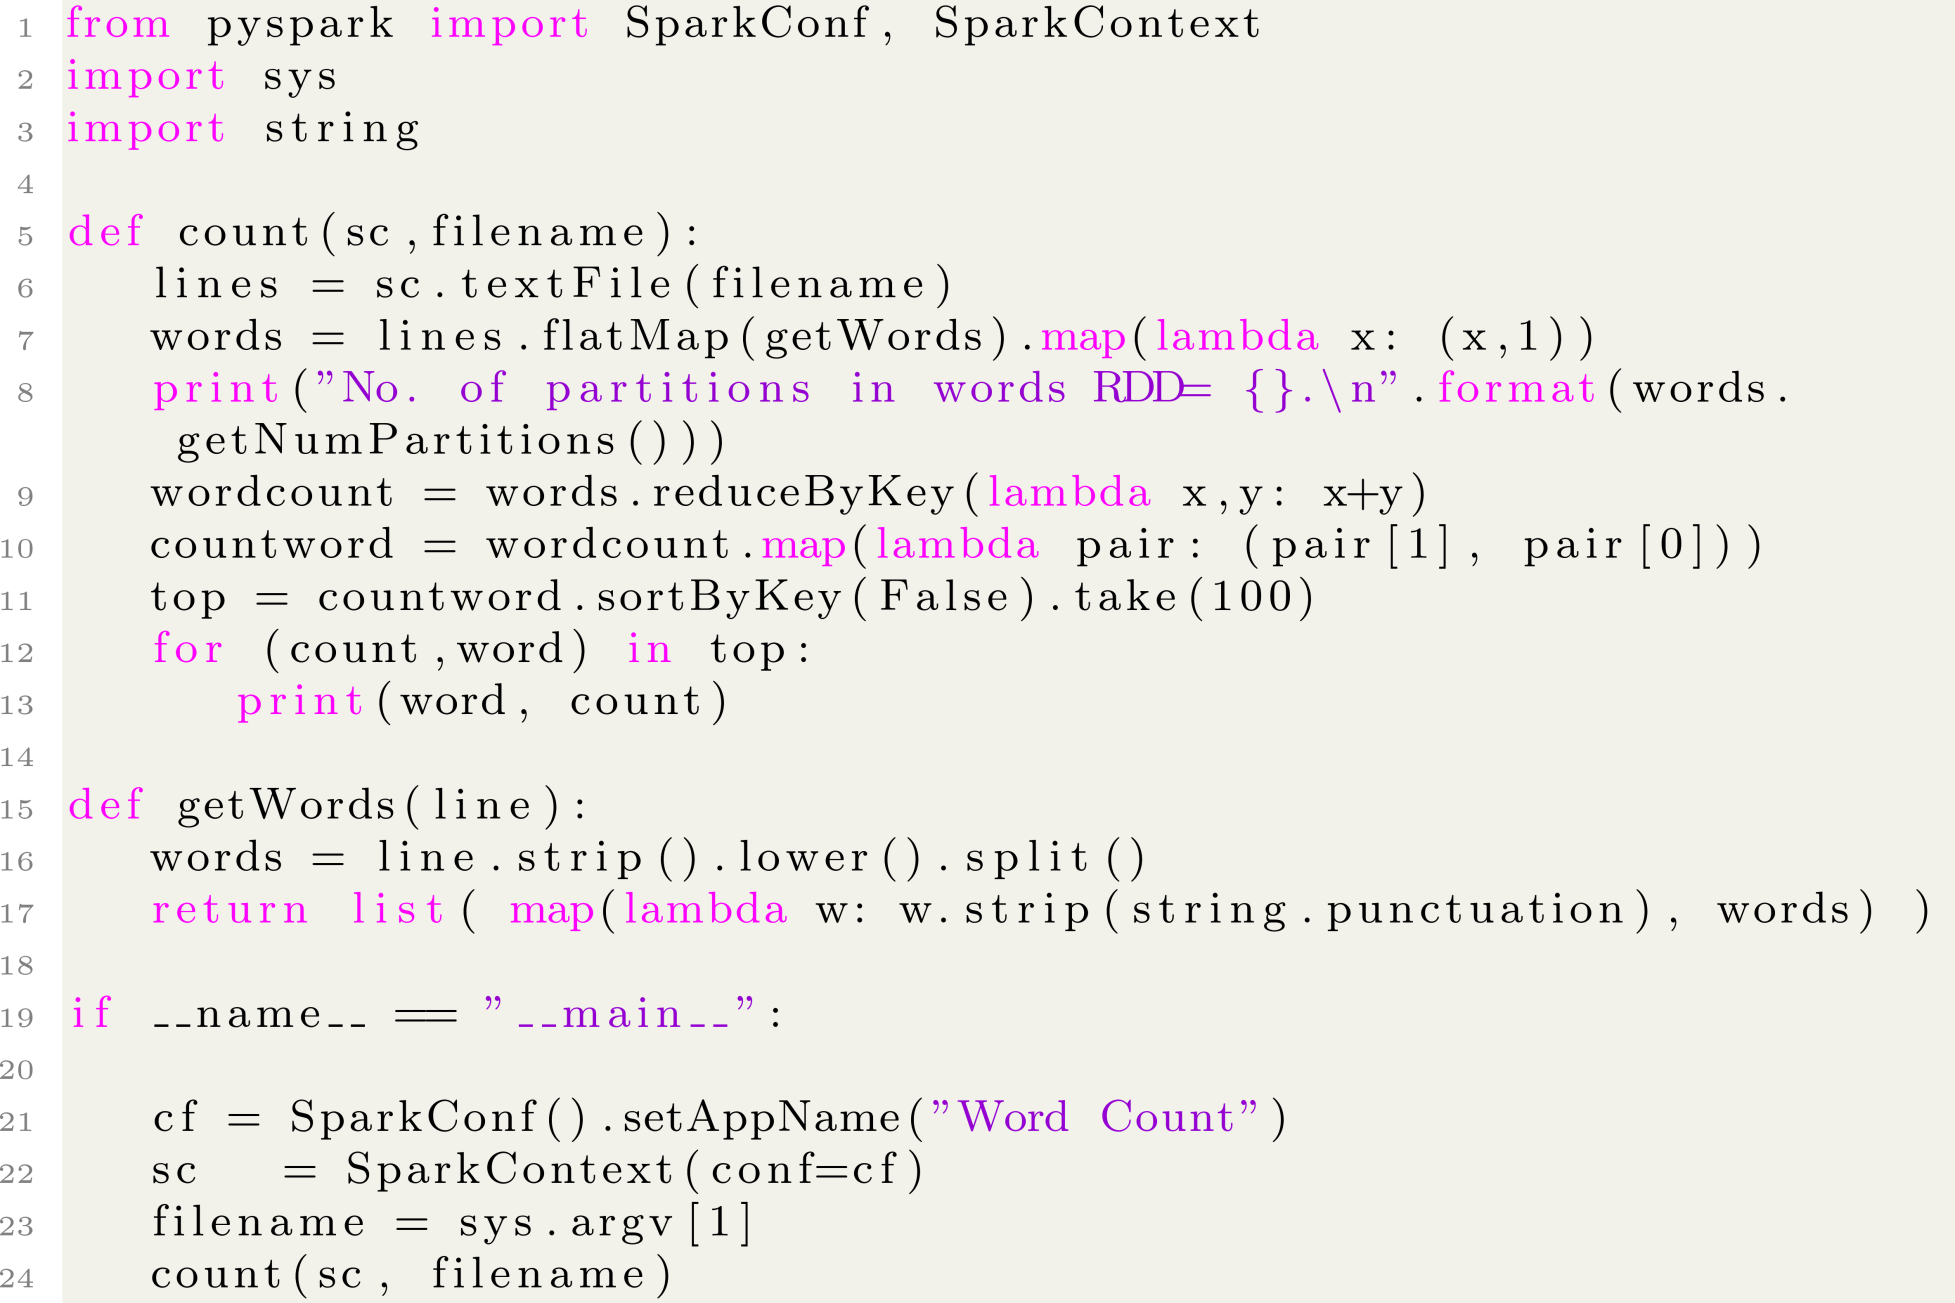 1 from pyspark import SparkConf, SparkContext
2 import sys
3 import string
4
5 def count(sc,filename):
6     lines = sc.textFile(filename)
7     words = lines.flatMap(getWords).map(lambda x: (x,1))
8     print("No. of partitions in words RDD= {}.\n".format(words.
      getNumPartitions()))
9     wordcount = words.reduceByKey(lambda x,y: x+y)
10     countword = wordcount.map(lambda pair: (pair[1], pair[0]))
11     top = countword.sortByKey(False).take(100)
12     for (count,word) in top:
13        print(word, count)
14
15 def getWords(line):
16     words = line.strip().lower().split()
17     return list( map(lambda w: w.strip(string.punctuation), words) )
18
19 if __name__ == "__main__":
20
21     cf = SparkConf().setAppName("Word Count")
22     sc   = SparkContext(conf=cf)
23     filename = sys.argv[1]
24     count(sc, filename)